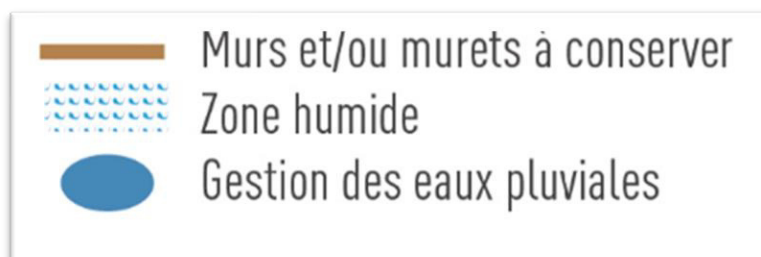 Murs et/ou murets à conserver
Zone humide
Gestion des eaux pluviales